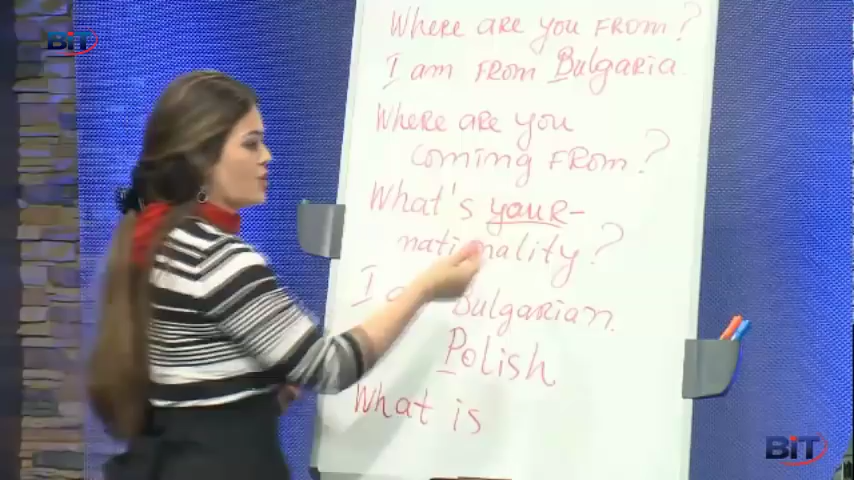 BiT
Where are you from?
I am from Bulgaria.
Where are you
coming from?
What's your
nationality?
I a Bulgarian.
Polish
What is
BiT